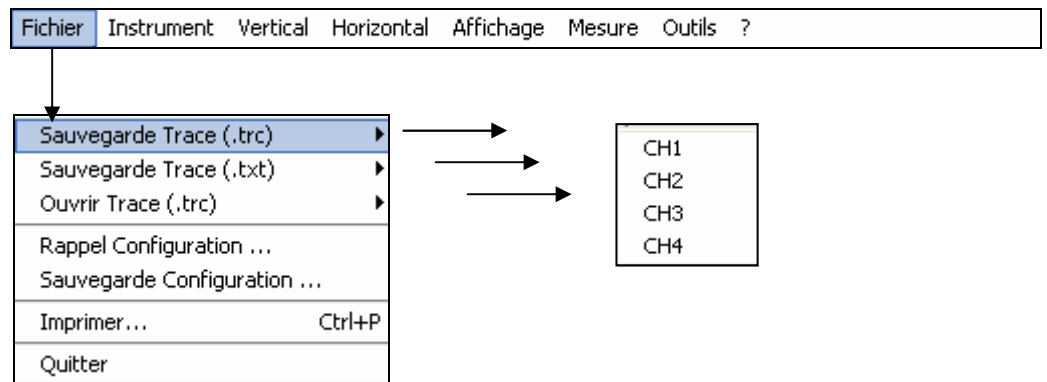 Fichier Instrument Vertical Horizontal Affichage Mesure Outils ?
Sauvegarde Trace (.trc)
Sauvegarde Trace (.txt)
Ouvrir Trace (.trc)
Rappel Configuration ...
Sauvegarde Configuration ...
Imprimer... Ctrl+P
Quitter
CH1
CH2
CH3
CH4